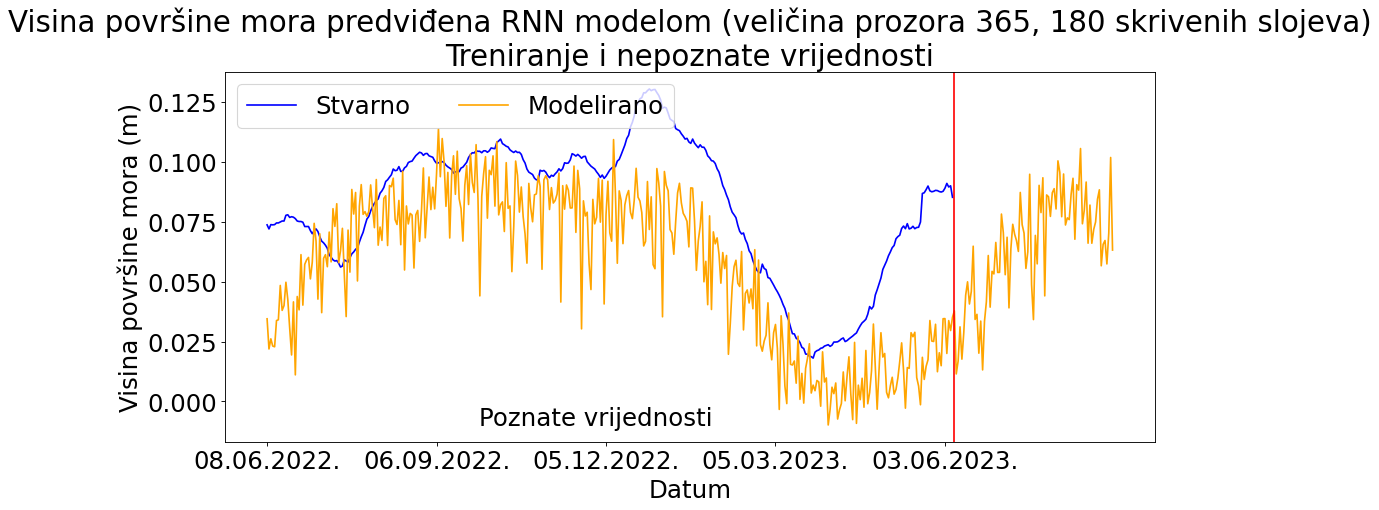 Visina površine mora predviđena RNN modelom (veličina prozora 365, 180 skrivenih slojeva)
Treniranje i nepoznate vrijednosti
Stvarno Modelirano
Visina površine mora (m)
0.125
0.100
0.075
0.050
0.025
0.000
Poznate vrijednosti
08.06.2022. 06.09.2022. 05.12.2022. 05.03.2023. 03.06.2023.
Datum